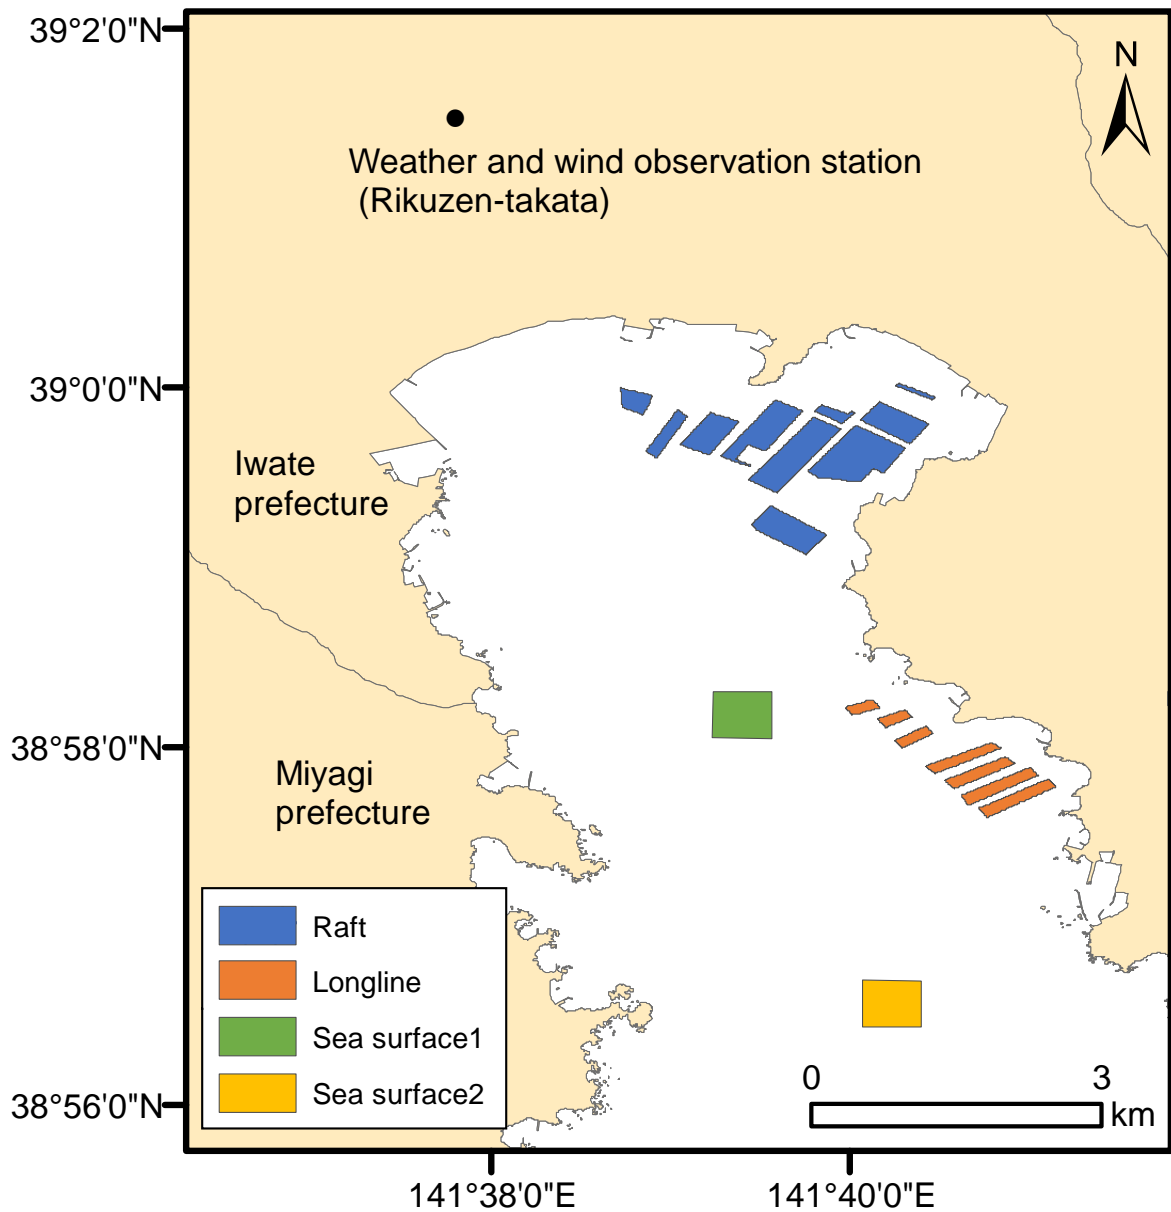 39°2'0"N
N
Weather and wind observation station
(Rikuzen-takata)
39°0'0"N
Iwate
prefecture
38°58'0"N
Miyagi
prefecture
Raft
Longline
Sea surface1
Sea surface2
0 3
km
38°56'0"N
141°38'0"E 141°40'0"E